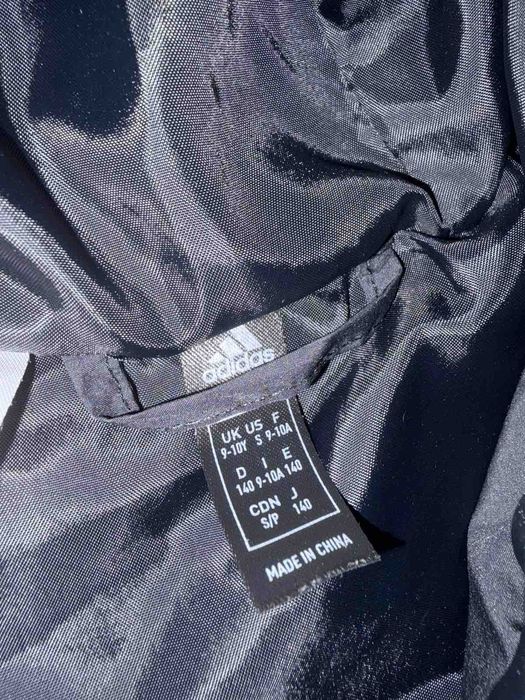 adidas
UK US F
9-10Y S 9-10A
D I E
140 9-10A 140
CDN J
S/P 140
MADE IN CHINA